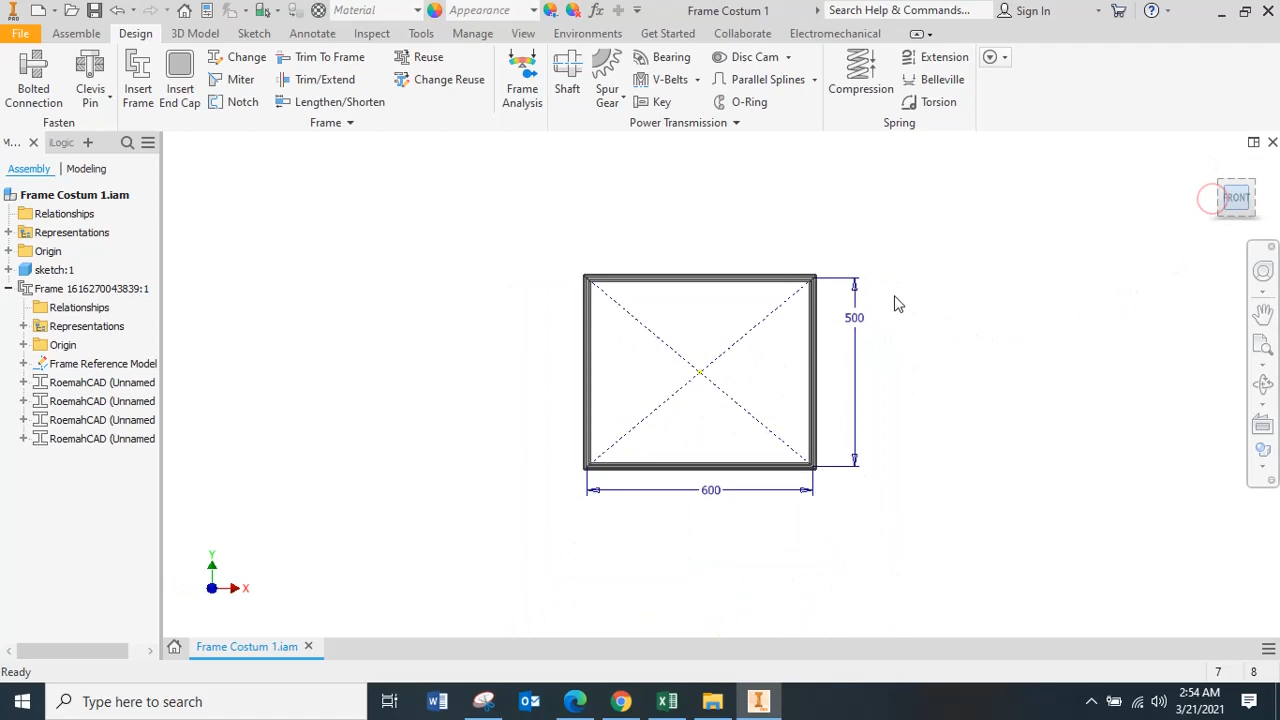 Material
Appearance
Frame Costum 1
Search Help & Commands...
Sign In
File
Assemble
Design
3D Model
Sketch
Annotate
Inspect
Tools
Manage
View
Environments
Get Started
Collaborate
Electromechanical
Bolted Connection
Clevis Pin
Insert Frame
Insert End Cap
Change
Miter
Notch
Trim To Frame
Trim/Extend
Lengthen/Shorten
Reuse
Change Reuse
Frame Analysis
Shaft
Spur Gear
Bearing
V-Belts
Key
Disc Cam
Parallel Splines
O-Ring
Compression
Extension
Belleville
Torsion
Fasten
Frame
Power Transmission
Spring
M...
iLogic
Assembly
Modeling
Frame Costum 1.iam
Relationships
Representations
Origin
sketch:1
Frame 1616270043839:1
Relationships
Representations
Origin
Frame Reference Model
RoemahCAD (Unnamed
RoemahCAD (Unnamed
RoemahCAD (Unnamed
RoemahCAD (Unnamed
FRONT
500
600
Y
X
Frame Costum 1.iam
Ready
7
8
Type here to search
2:54 AM
3/21/2021